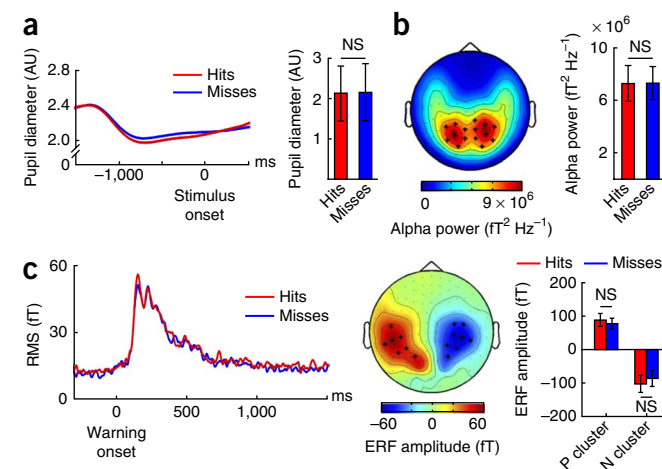 a
Pupil diameter (AU)
2.8
2.4
2.0
0
Hits
Misses
−1,000
0
ms
Stimulus
onset
Pupil diameter (AU)
3
2
1
NS
Hits
Misses
b
0
9 × 10⁶
Alpha power (fT² Hz⁻¹)
× 10⁶
Alpha power
(fT² Hz⁻¹)
10
6
2
NS
Hits
Misses
c
RMS (fT)
60
30
0
Hits
Misses
0
500
1,000
ms
Warning
onset
−60
0
60
ERF amplitude (fT)
Hits
Misses
ERF amplitude (fT)
200
100
0
−100
−200
NS
NS
P cluster
N cluster